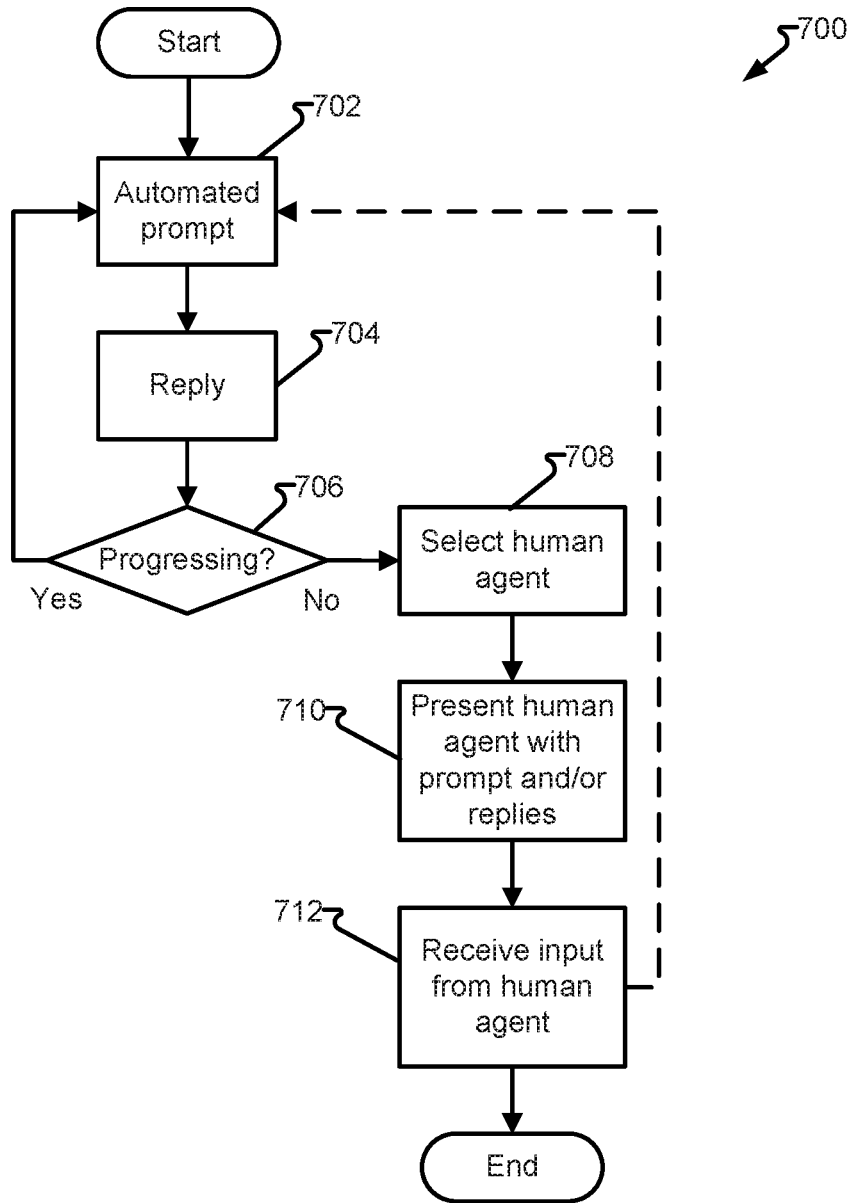 Start
700
702
Automated
prompt
704
Reply
706
Progressing?
Yes
No
708
Select human
agent
710
Present human
agent with
prompt and/or
replies
712
Receive input
from human
agent
End